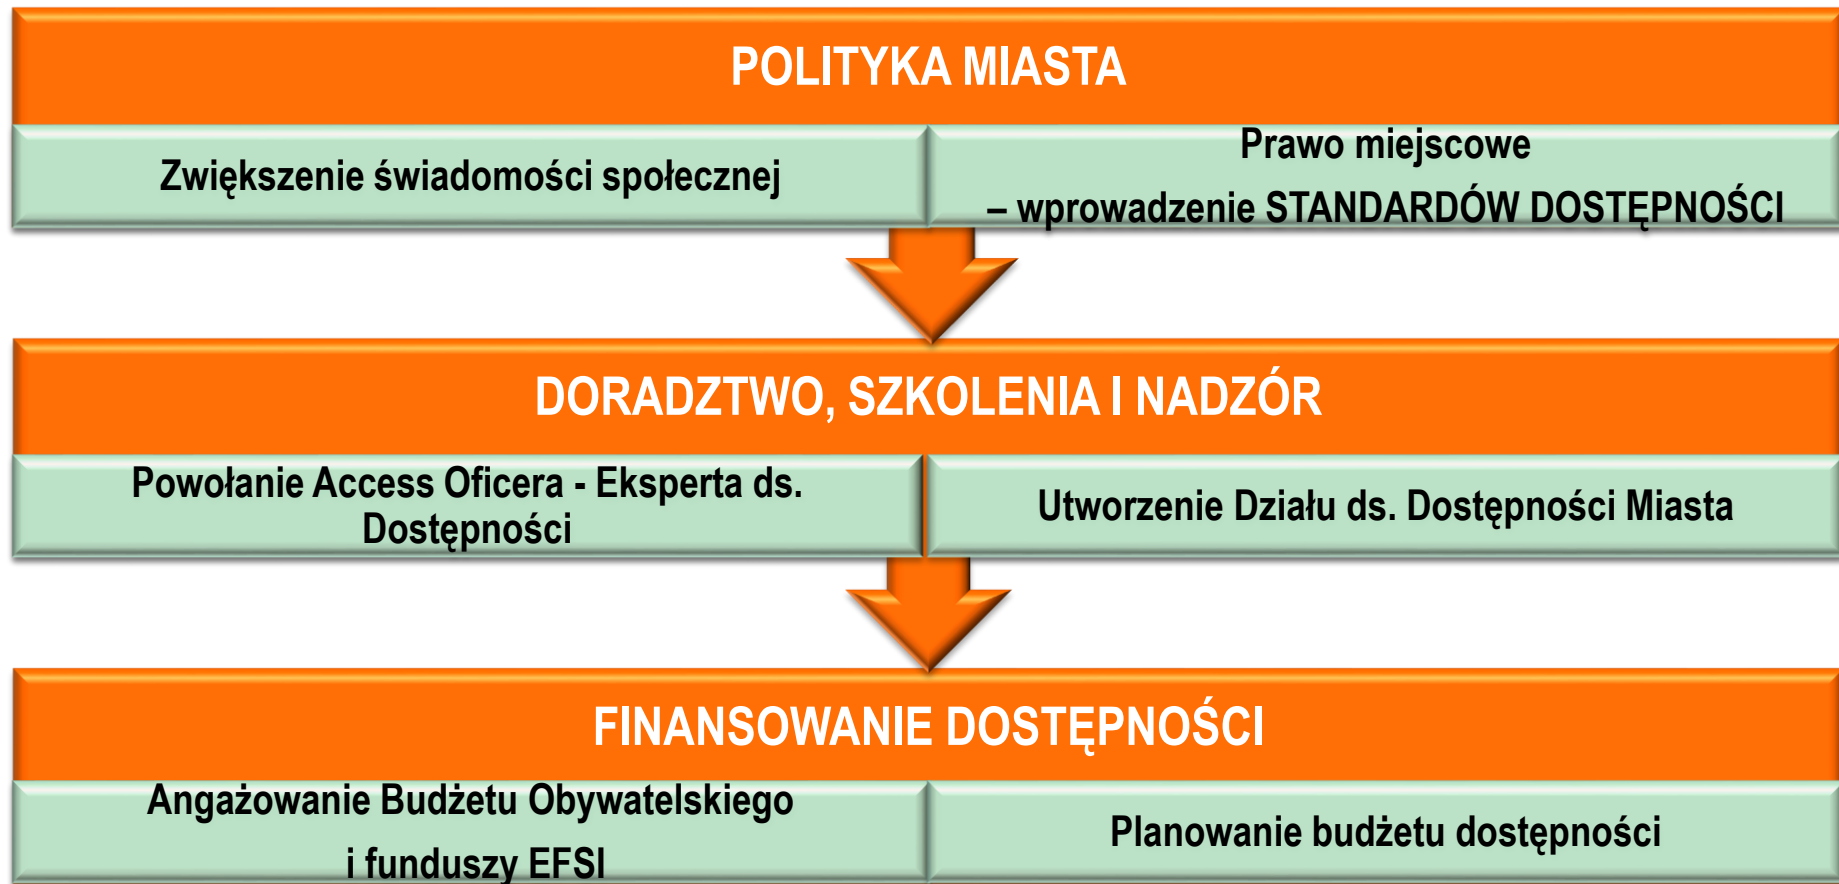 POLITYKA MIASTA
Zwiększenie świadomości społecznej
Prawo miejscowe
– wprowadzenie STANDARDÓW DOSTĘPNOŚCI
DORADZTWO, SZKOLENIA I NADZÓR
Powołanie Access Oficera - Eksperta ds.
Dostępności
Utworzenie Działu ds. Dostępności Miasta
FINANSOWANIE DOSTĘPNOŚCI
Angażowanie Budżetu Obywatelskiego
i funduszy EFSI
Planowanie budżetu dostępności